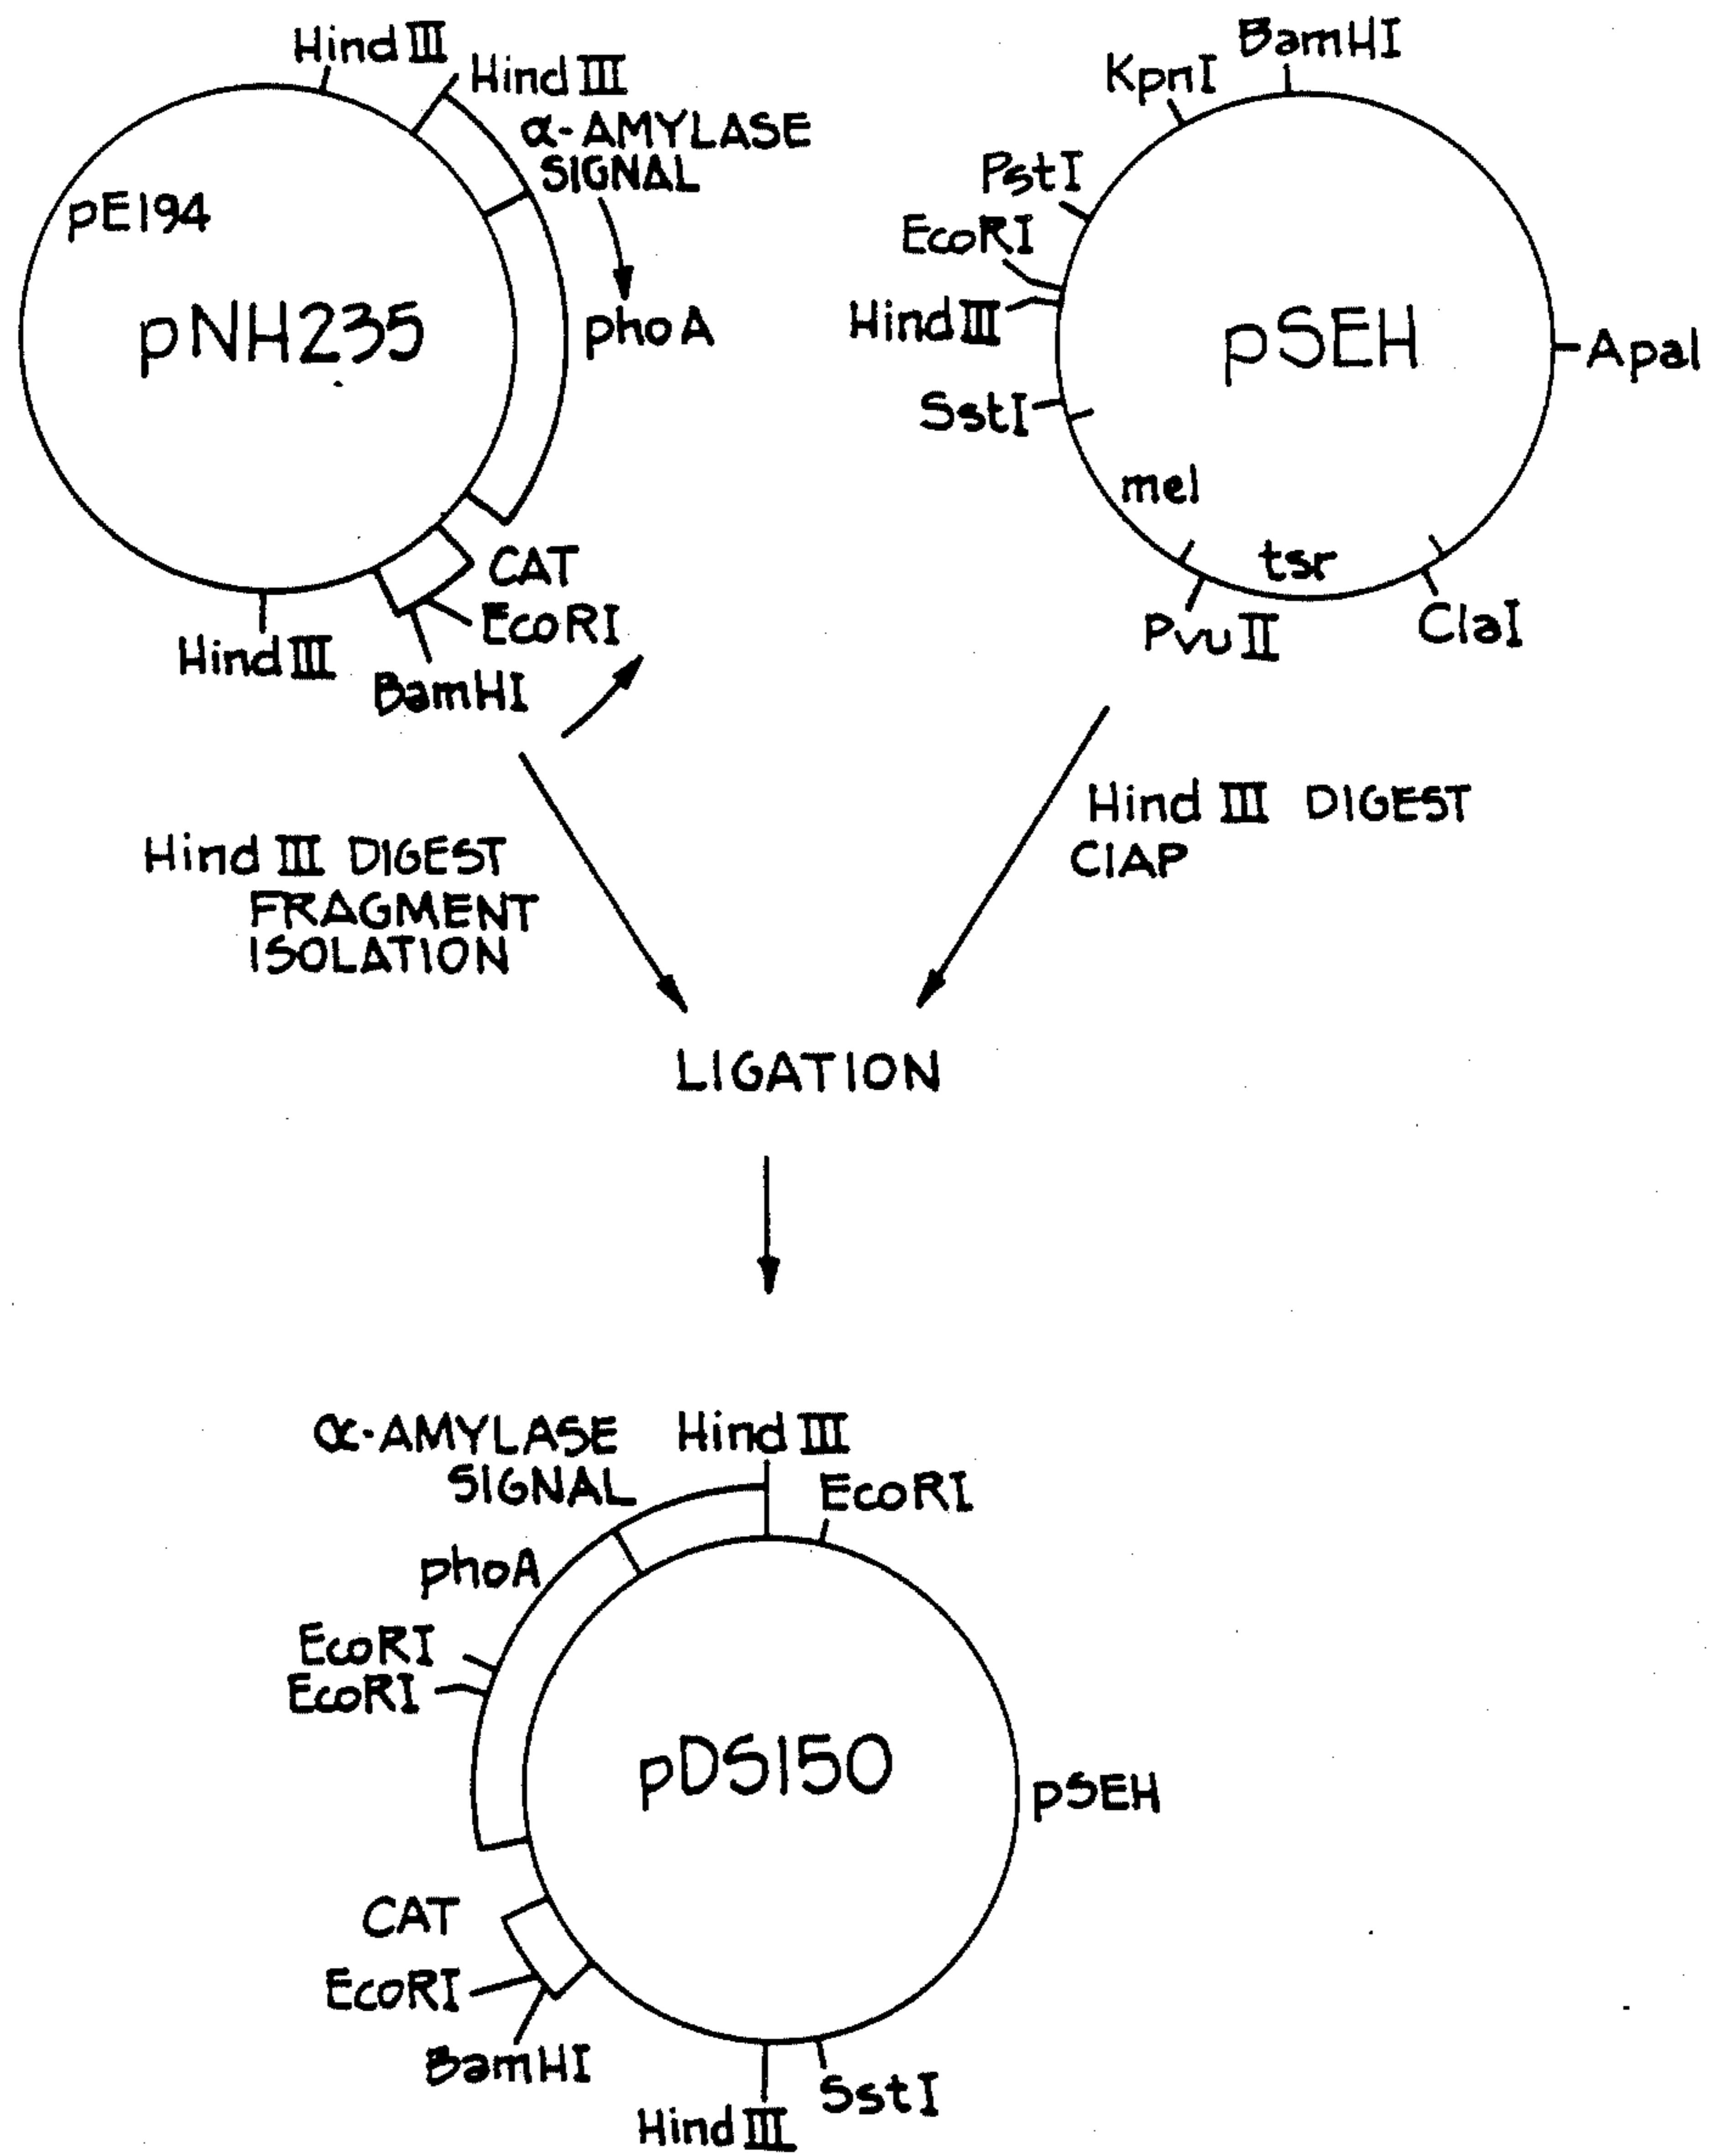 Hind III
Hind III
α-AMYLASE
SIGNAL
pE194
pNH235
phoA
CAT
EcoRI
BamHI
Hind III
BamHI
KpnI
PstI
EcoRI
Hind III
SstI
pSEH
ApaI
mel
tsr
PvuII
ClaI
Hind III DIGEST
FRAGMENT
ISOLATION
Hind III DIGEST
CIAP
LIGATION
α-AMYLASE
SIGNAL
Hind III
EcoRI
phoA
EcoRI
EcoRI
pDS150
pSEH
CAT
EcoRI
BamHI
Hind III
SstI